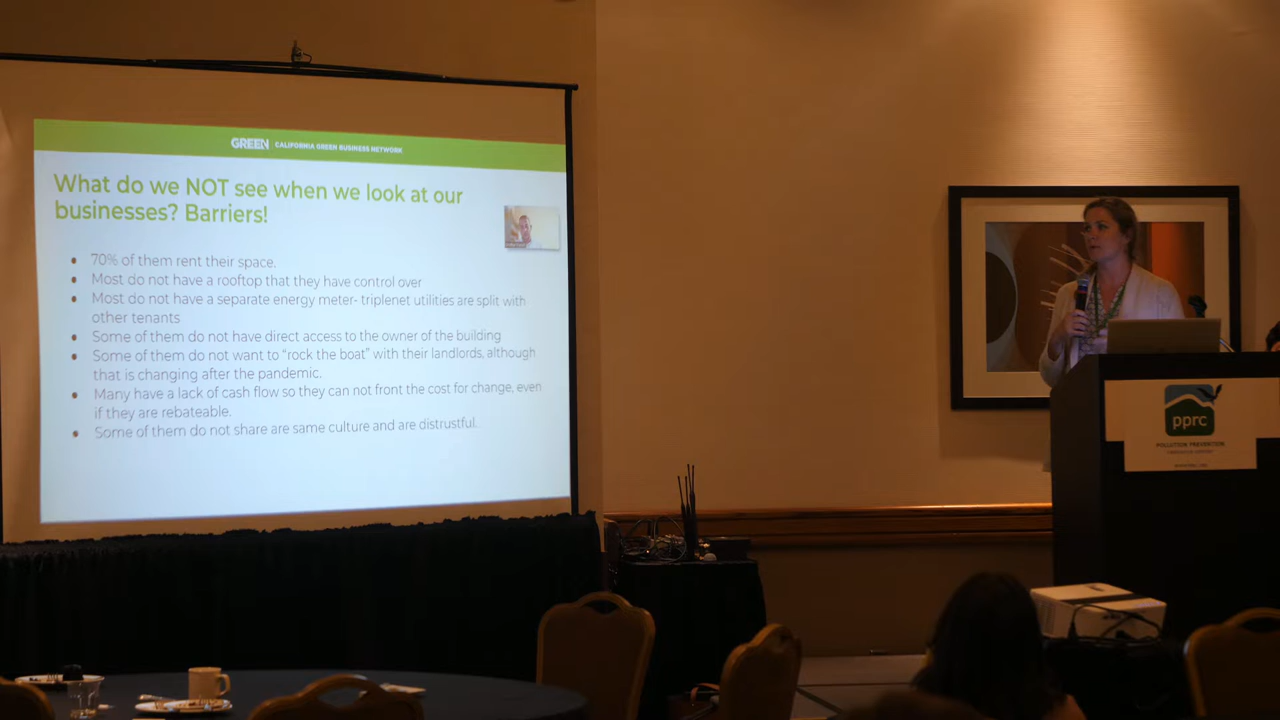 GREEN CALIFORNIA GREEN BUSINESS NETWORK
What do we NOT see when we look at our
businesses? Barriers!
• 70% of them rent their space.
• Most do not have a rooftop that they have control over
• Most do not have a separate energy meter- triplenet utilities are split with
other tenants
• Some of them do not have direct access to the owner of the building
• Some of them do not want to “rock the boat” with their landlords, although
that is changing after the pandemic.
• Many have a lack of cash flow so they can not front the cost for change, even
if they are rebateable.
• Some of them do not share are same culture and are distrustful.
pprc
POLLUTION PREVENTION